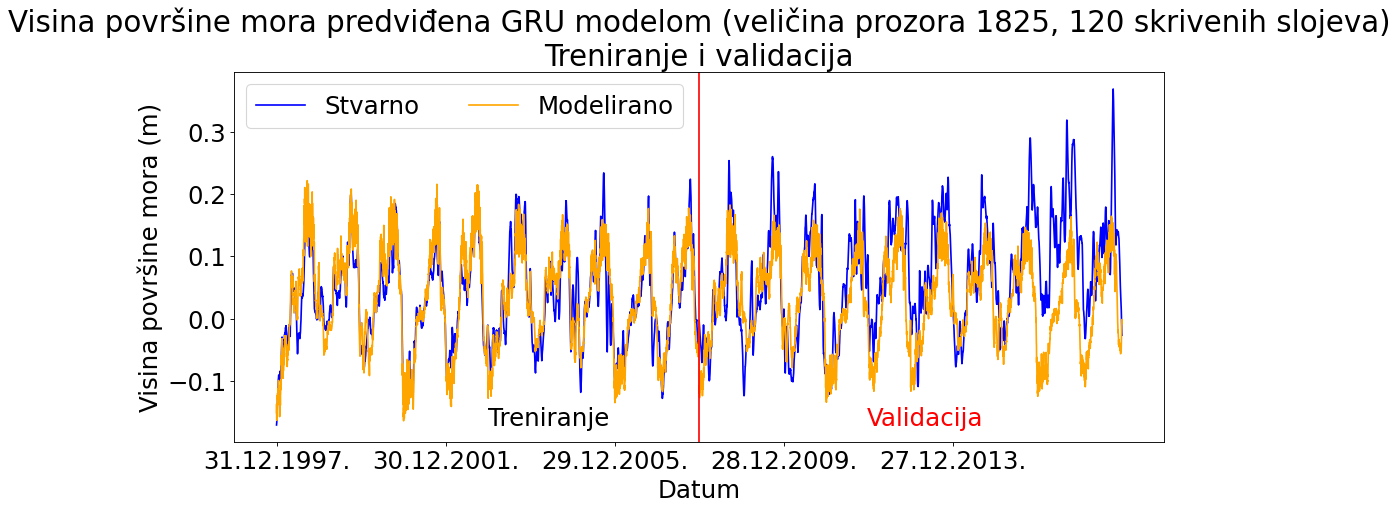 Visina površine mora predviđena GRU modelom (veličina prozora 1825, 120 skrivenih slojeva)
Treniranje i validacija
Stvarno
Modelirano
Visina površine mora (m)
0.3
0.2
0.1
0.0
−0.1
Treniranje
Validacija
31.12.1997.
30.12.2001.
29.12.2005.
28.12.2009.
27.12.2013.
Datum